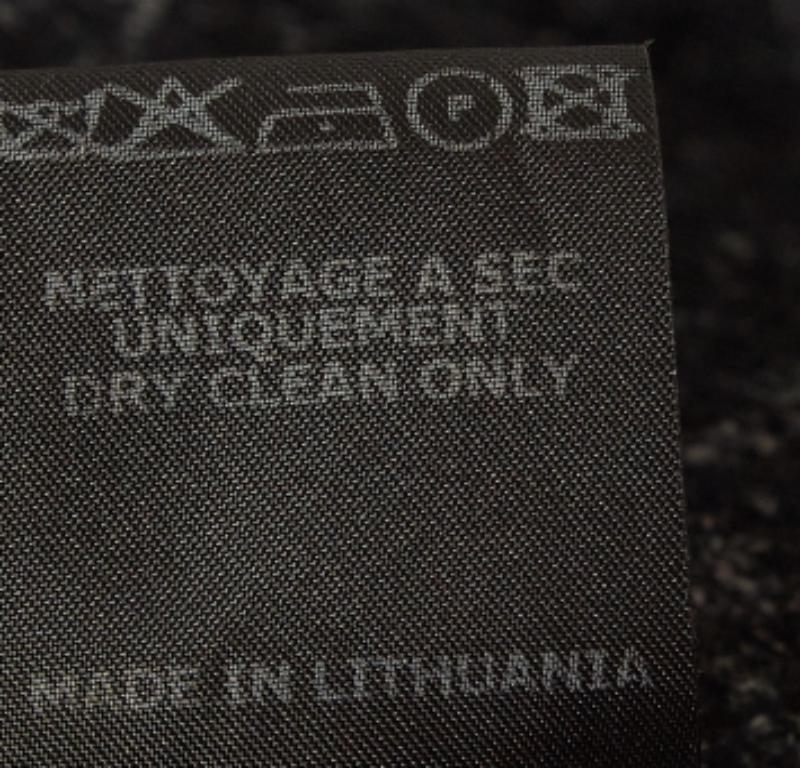 P
NETTOYAGE A SEC
UNIQUEMENT
DRY CLEAN ONLY
MADE IN LITHUANIA